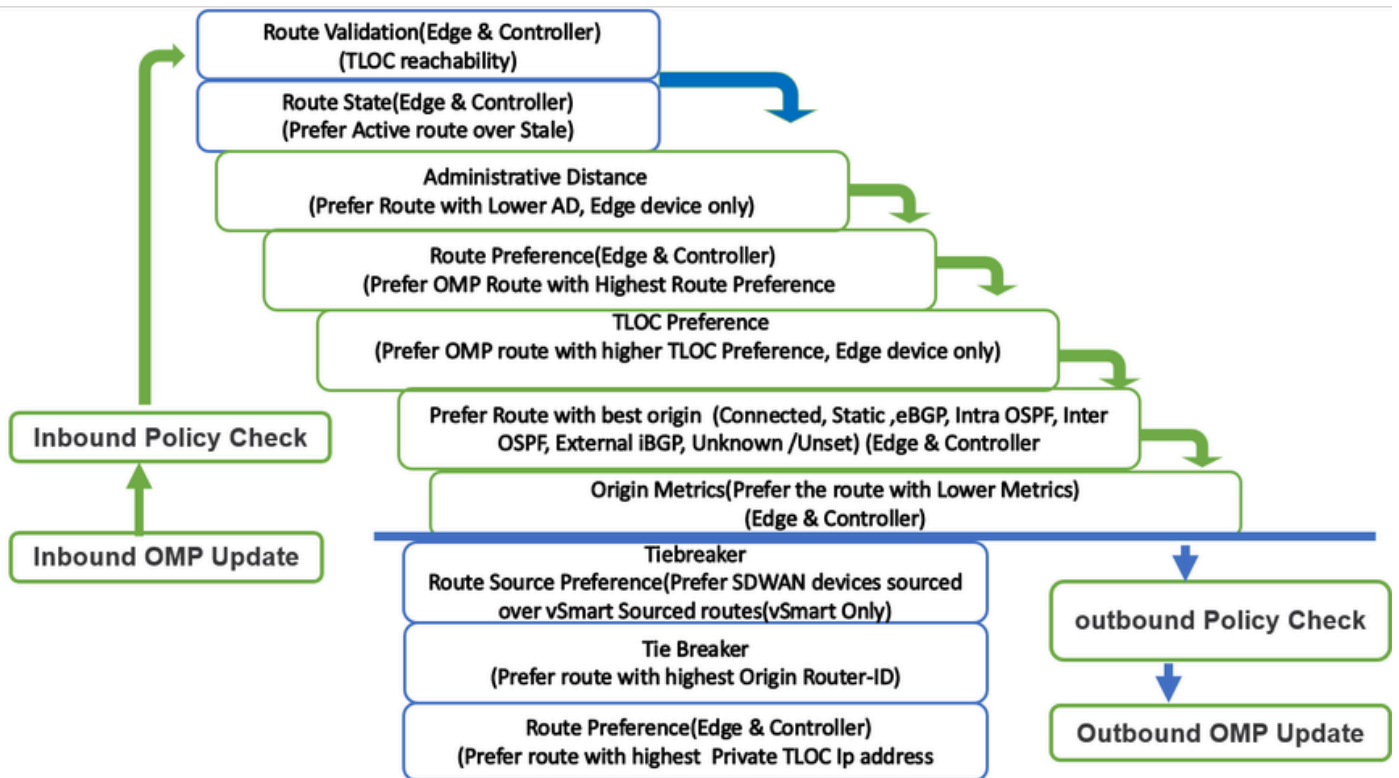 Route Validation(Edge & Controller)
(TLOC reachability)
Route State(Edge & Controller)
(Prefer Active route over Stale)
Administrative Distance
(Prefer Route with Lower AD, Edge device only)
Route Preference(Edge & Controller)
(Prefer OMP Route with Highest Route Preference
TLOC Preference
(Prefer OMP route with higher TLOC Preference, Edge device only)
Prefer Route with best origin (Connected, Static ,eBGP, Intra OSPF, Inter
OSPF, External iBGP, Unknown /Unset) (Edge & Controller
Origin Metrics(Prefer the route with Lower Metrics)
(Edge & Controller)
Inbound Policy Check
Inbound OMP Update
Tiebreaker
Route Source Preference(Prefer SDWAN devices sourced
over vSmart Sourced routes(vSmart Only)
Tie Breaker
(Prefer route with highest Origin Router-ID)
Route Preference(Edge & Controller)
(Prefer route with highest Private TLOC Ip address
outbound Policy Check
Outbound OMP Update